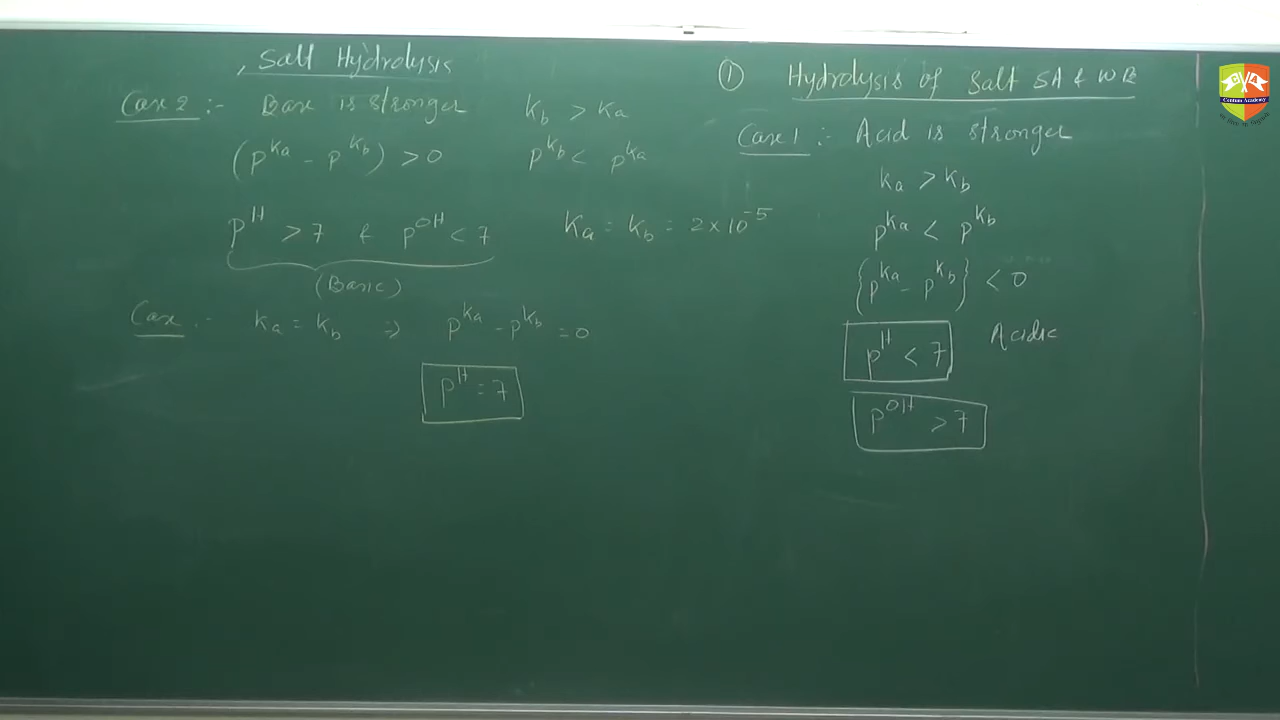 Salt Hydrolysis
Case 2 :- Base is stronger Kb > Ka
(p^Ka - p^Kb) > 0 p^Kb < p^Ka
p^H > 7 & p^OH < 7 Ka = Kb = 2×10^-5
(Basic)
Case :- Ka = Kb ⇒ p^Ka - p^Kb = 0
p^H = 7
① Hydrolysis of Salt SA & WB
Case 1 :- Acid is stronger
Ka > Kb
p^Ka < p^Kb
{p^Ka - p^Kb} < 0
p^H < 7 Acidic
p^OH > 7
Centum Academy